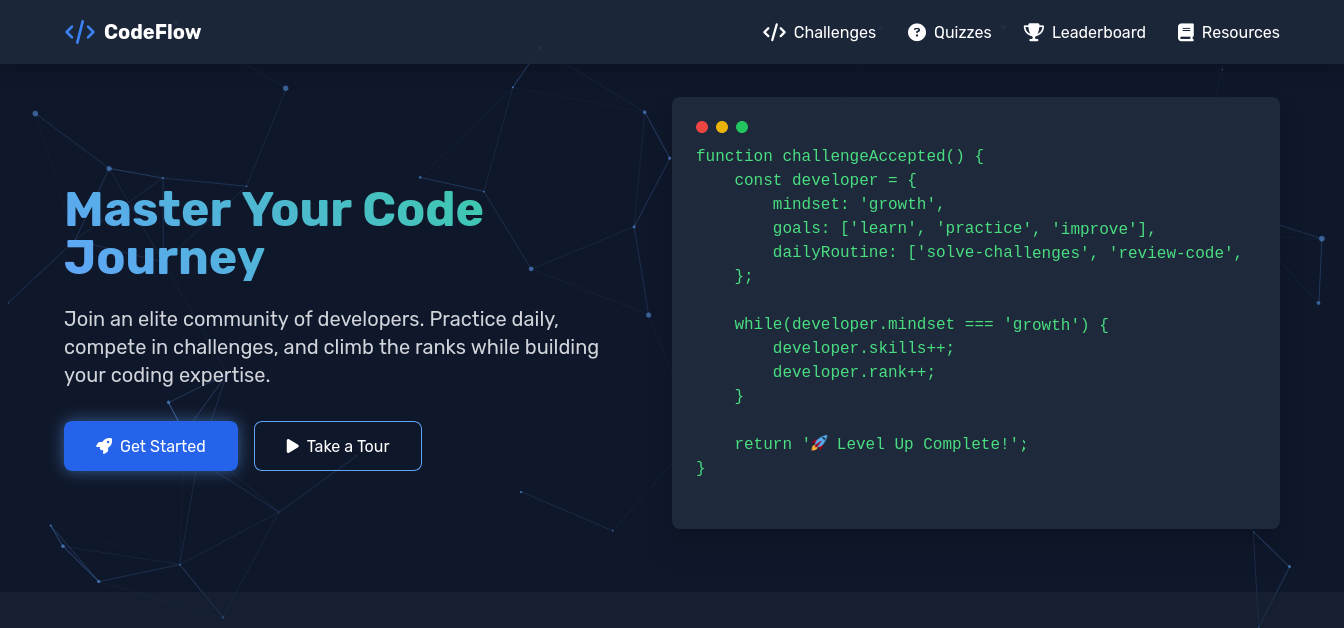 CodeFlow
Challenges
Quizzes
Leaderboard
Resources
Master Your Code
Journey
Join an elite community of developers. Practice daily,
compete in challenges, and climb the ranks while building
your coding expertise.
Get Started
Take a Tour
function challengeAccepted() {
    const developer = {
        mindset: 'growth',
        goals: ['learn', 'practice', 'improve'],
        dailyRoutine: ['solve-challenges', 'review-code',
    };

    while(developer.mindset === 'growth') {
        developer.skills++;
        developer.rank++;
    }

    return '🚀 Level Up Complete!';
}